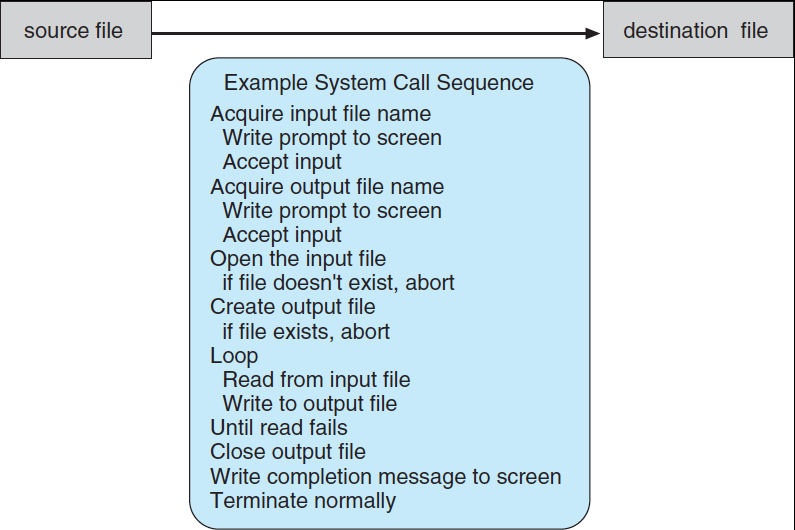 source file
destination file
Example System Call Sequence
Acquire input file name
Write prompt to screen
Accept input
Acquire output file name
Write prompt to screen
Accept input
Open the input file
if file doesn't exist, abort
Create output file
if file exists, abort
Loop
Read from input file
Write to output file
Until read fails
Close output file
Write completion message to screen
Terminate normally